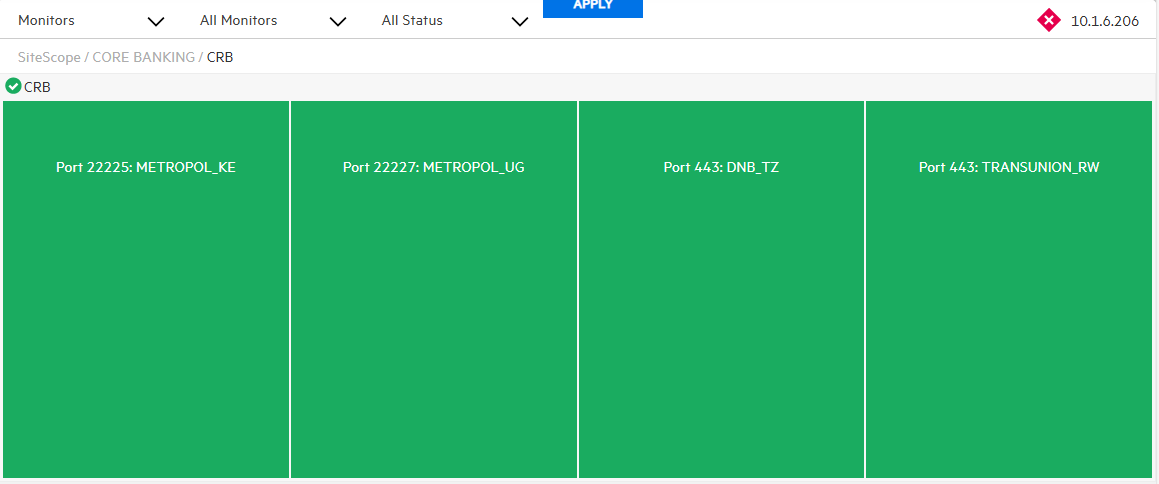 Monitors All Monitors All Status APPLY 10.1.6.206
SiteScope / CORE BANKING / CRB
CRB
Port 22225: METROPOL_KE Port 22227: METROPOL_UG Port 443: DNB_TZ Port 443: TRANSUNION_RW